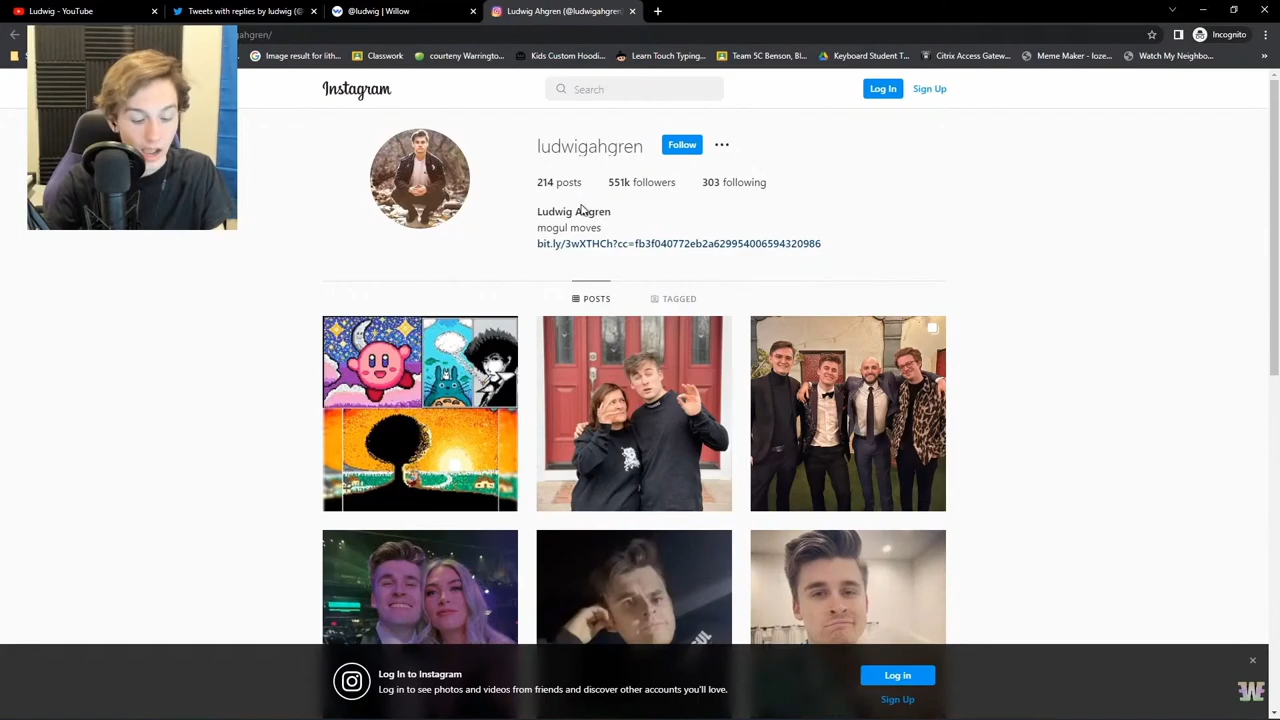 Ludwig - YouTube
Tweets with replies by ludwig (@
@ludwig | Willow
Ludwig Ahgren (@ludwigahgren)
ahgren/
Incognito
Image result for lith...
Classwork
courteney Warringto...
Kids Custom Hoodi...
Learn Touch Typing...
Team 5C Benson, Bl...
Keyboard Student T...
Citrix Access Gatew...
Meme Maker - loze...
Watch My Neighbo...
Instagram
Search
Log In
Sign Up
ludwigahgren
Follow
214 posts 551k followers 303 following
Ludwig Ahgren
mogul moves
bit.ly/3wXTHCh?cc=fb3f040772eb2a629954006594320986
POSTS
TAGGED
Log In to Instagram
Log in to see photos and videos from friends and discover other accounts you'll love.
Log in
Sign Up
W